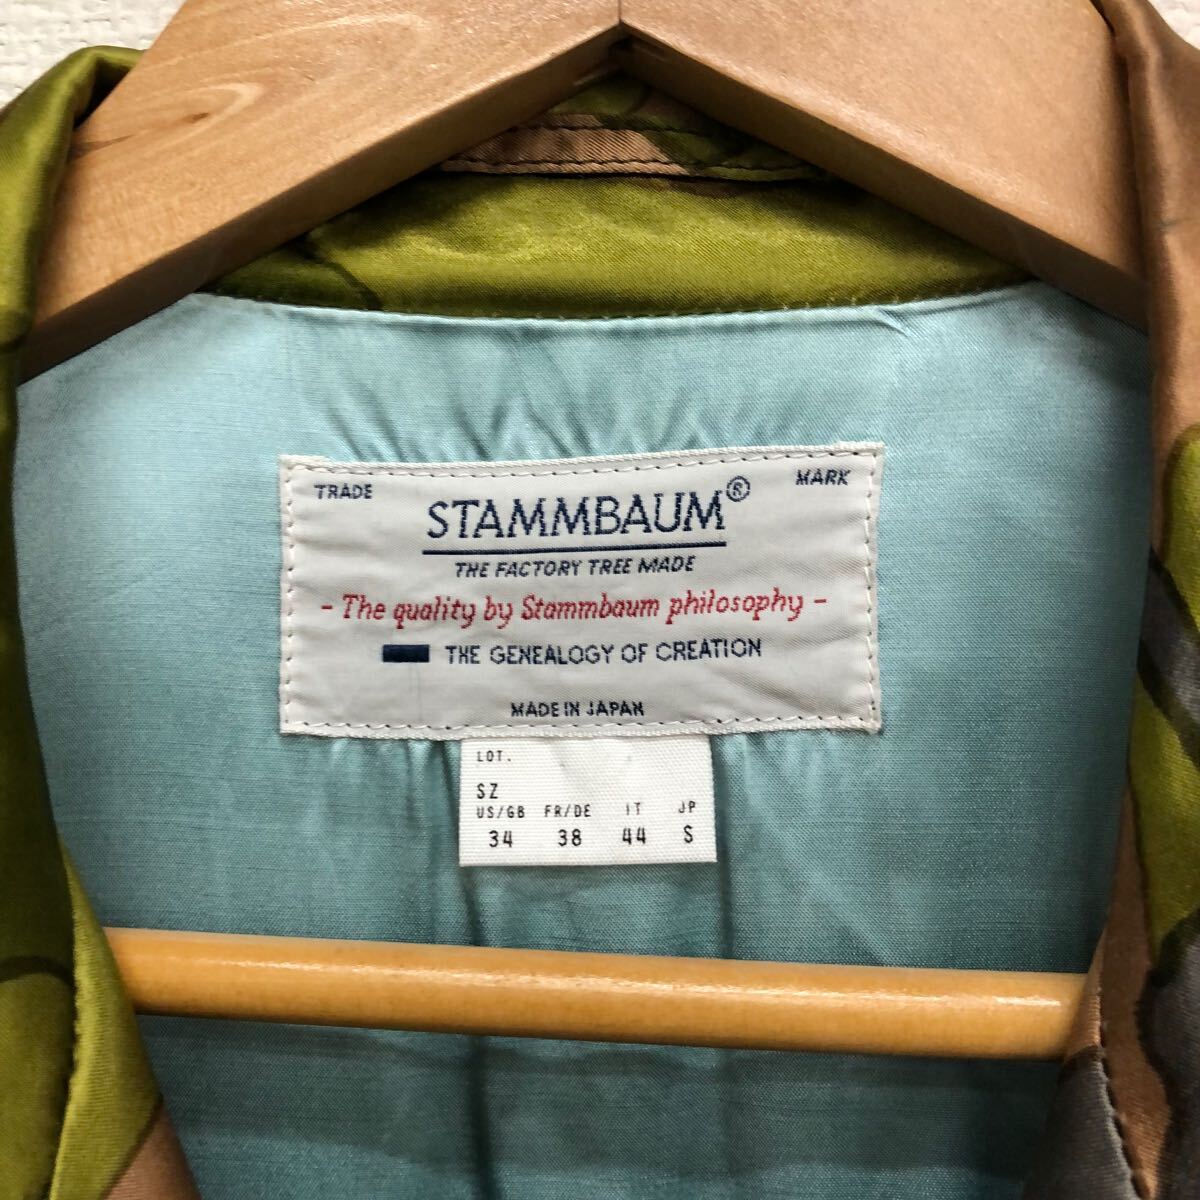 TRADE MARK
STAMMBAUM®
THE FACTORY TREE MADE
- The quality by Stammbaum philosophy -
THE GENEALOGY OF CREATION
MADE IN JAPAN
LOT.
SZ
US/GB FR/DE IT JP
34 38 44 S